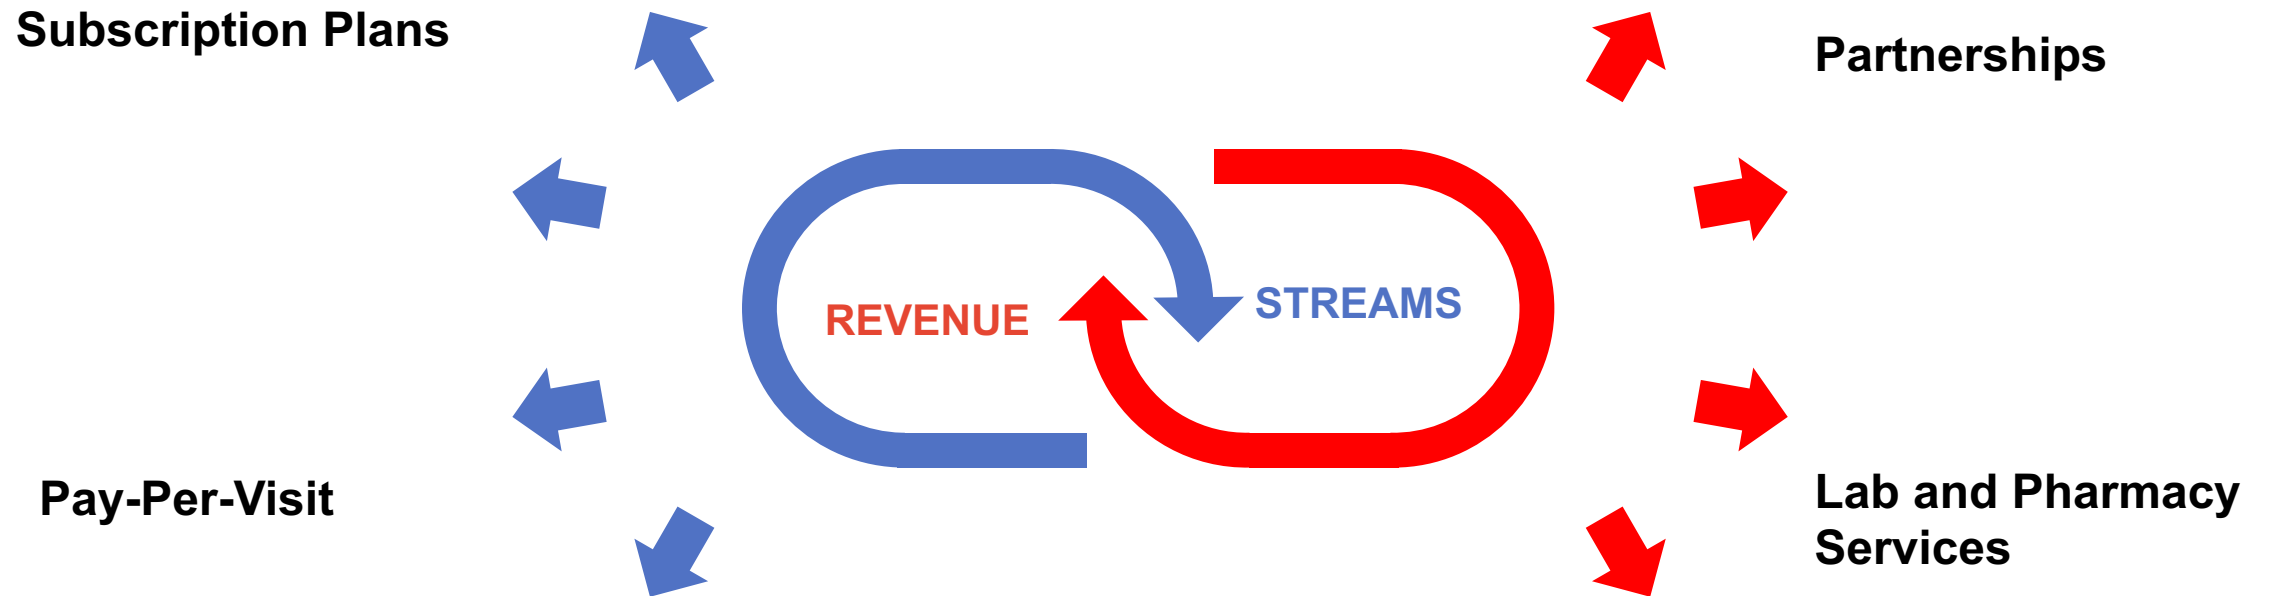 Subscription Plans
Partnerships
REVENUE
STREAMS
Pay-Per-Visit
Lab and Pharmacy
Services